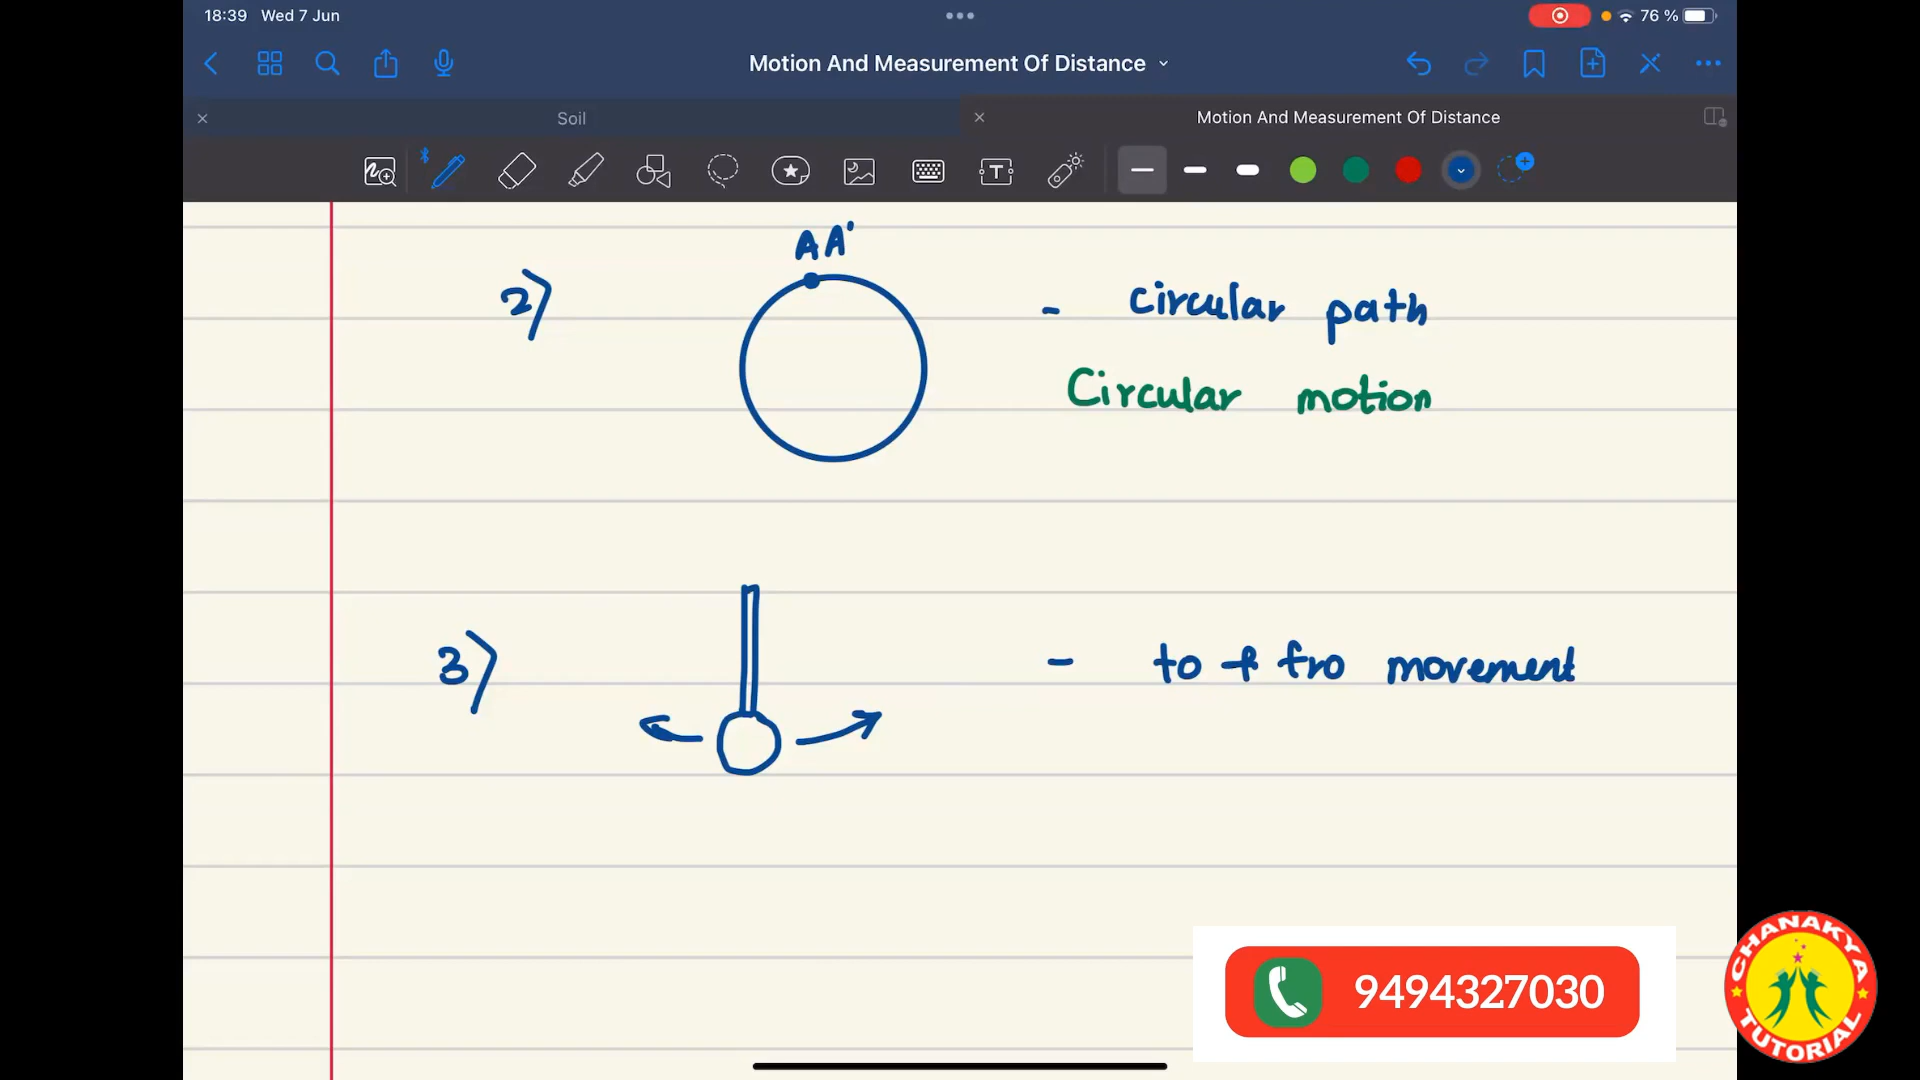 18:39 Wed 7 Jun
76 %
Motion And Measurement Of Distance
Soil
Motion And Measurement Of Distance
T
A A'
2)
- circular path
Circular motion
3)
- to & fro movement
9494327030
CHANAKYA
TUTORIAL